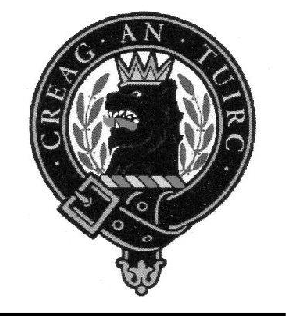 · CREAG · AN · TUIRC ·